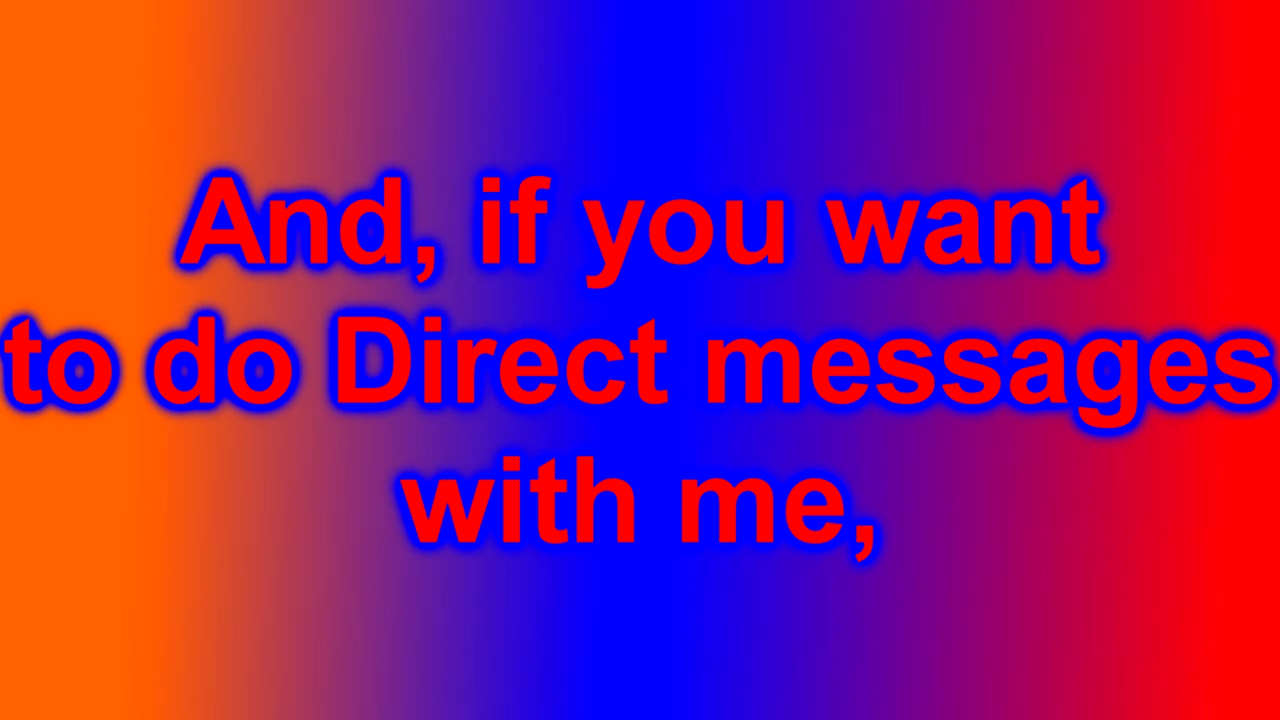 And, if you want
to do Direct messages
with me,